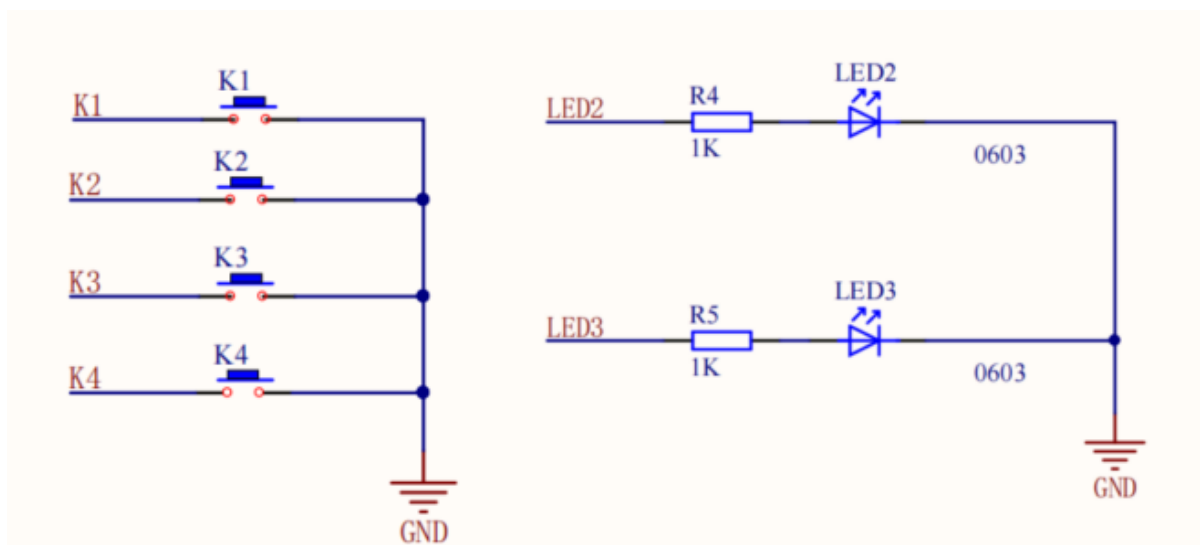 K1
K1
K2
K2
K3
K3
K4
K4
GND
LED2
R4
1K
LED2
0603
LED3
R5
1K
LED3
0603
GND